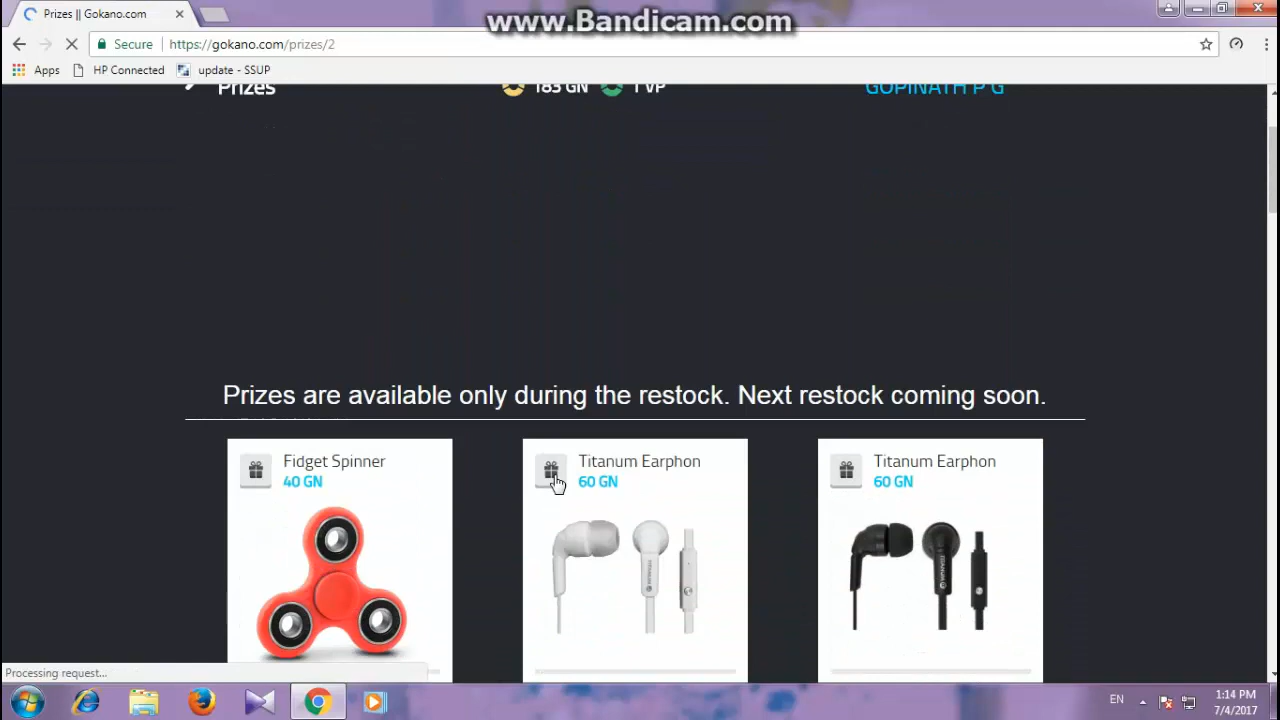 www.Bandicam.com
Prizes || Gokano.com
Secure https://gokano.com/prizes/2
Apps HP Connected update - SSUP
Prizes 183 GN 1 VP GOPINATH P G
Prizes are available only during the restock. Next restock coming soon.
Fidget Spinner
40 GN
Titanum Earphon
60 GN
Titanum Earphon
60 GN
Processing request...
EN
1:14 PM
7/4/2017